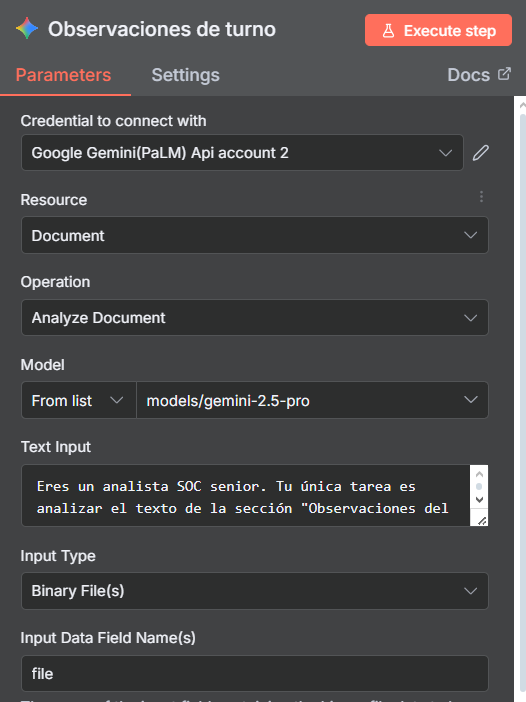 Observaciones de turno
Execute step
Parameters
Settings
Docs
Credential to connect with
Google Gemini(PaLM) Api account 2
Resource
Document
Operation
Analyze Document
Model
From list
models/gemini-2.5-pro
Text Input
Eres un analista SOC senior. Tu única tarea es
analizar el texto de la sección "Observaciones del
Input Type
Binary File(s)
Input Data Field Name(s)
file